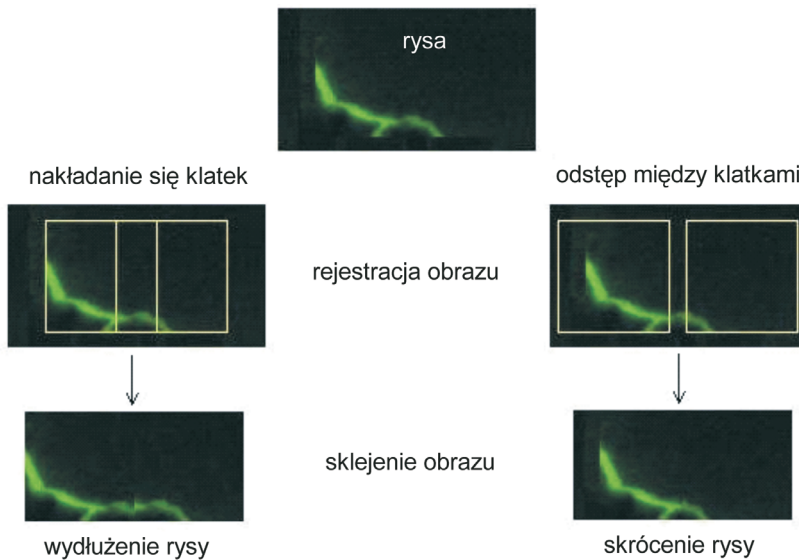 rysa
nakładanie się klatek
odstęp między klatkami
rejestracja obrazu
sklejenie obrazu
wydłużenie rysy
skrócenie rysy